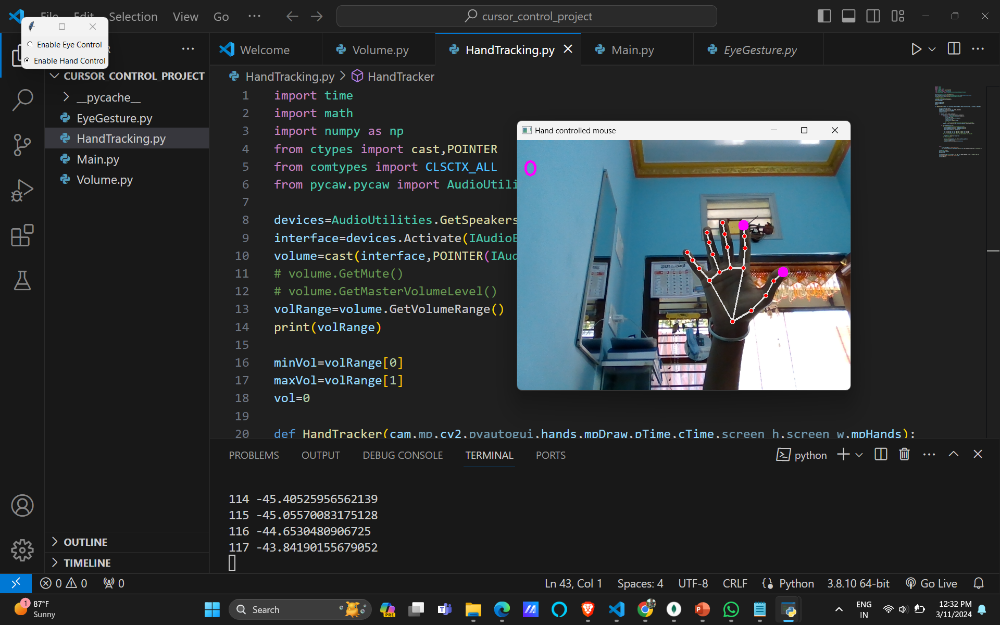 File Edit Selection View Go ···
cursor_control_project
Enable Eye Control
Enable Hand Control
Welcome
Volume.py
HandTracking.py
Main.py
EyeGesture.py
CURSOR_CONTROL_PROJECT
__pycache__
EyeGesture.py
HandTracking.py
Main.py
Volume.py
OUTLINE
TIMELINE
HandTracking.py > HandTracker
1 import time
2 import math
3 import numpy as np
4 from ctypes import cast,POINTER
5 from comtypes import CLSCTX_ALL
6 from pycaw.pycaw import AudioUtili
7
8 devices=AudioUtilities.GetSpeakers
9 interface=devices.Activate(IAudioE
10 volume=cast(interface,POINTER(IAud
11 # volume.GetMute()
12 # volume.GetMasterVolumeLevel()
13 volRange=volume.GetVolumeRange()
14 print(volRange)
15
16 minVol=volRange[0]
17 maxVol=volRange[1]
18 vol=0
19
20 def HandTracker(cam,mp,cv2,pyautogui,hands,mpDraw,pTime,cTime,screen_h,screen_w,mpHands):
Hand controlled mouse
0
PROBLEMS OUTPUT DEBUG CONSOLE TERMINAL PORTS
python
114 -45.40525956562139
115 -45.05570083175128
116 -44.6530480906725
117 -43.84190155679052
0 0 0
Ln 43, Col 1 Spaces: 4 UTF-8 CRLF {} Python 3.8.10 64-bit Go Live
1
87°F
Sunny
Search
PRE
ENG
IN
12:32 PM
3/11/2024